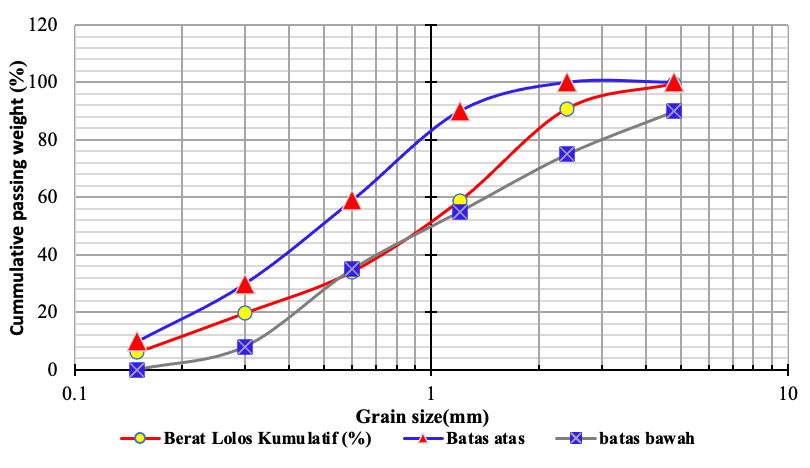 Cummulative passing weight (%)
120
100
80
60
40
20
0
0.1
1
10
Grain size(mm)
Berat Lolos Kumulatif (%)
Batas atas
batas bawah